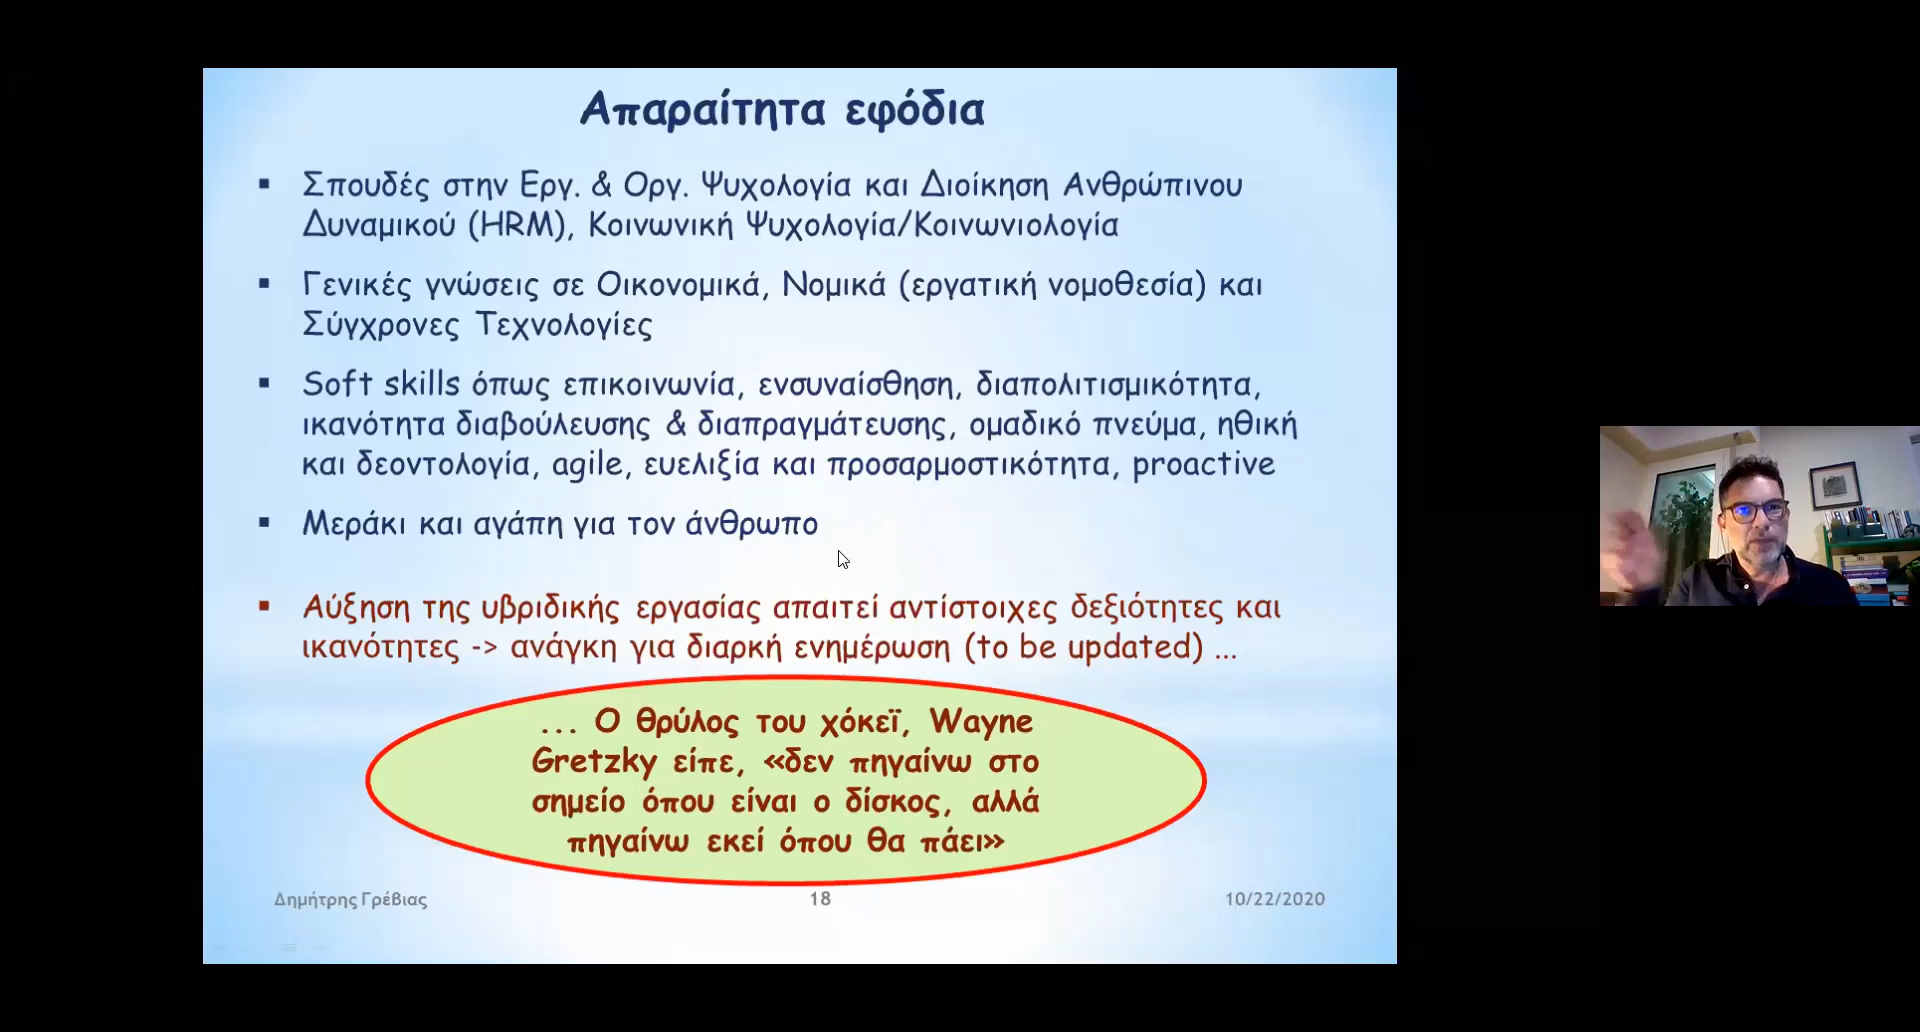 Απαραίτητα εφόδια
▪ Σπουδές στην Εργ. & Οργ. Ψυχολογία και Διοίκηση Ανθρώπινου
Δυναμικού (HRM), Κοινωνική Ψυχολογία/Κοινωνιολογία
▪ Γενικές γνώσεις σε Οικονομικά, Νομικά (εργατική νομοθεσία) και
Σύγχρονες Τεχνολογίες
▪ Soft skills όπως επικοινωνία, ενσυναίσθηση, διαπολιτισμικότητα,
ικανότητα διαβούλευσης & διαπραγμάτευσης, ομαδικό πνεύμα, ηθική
και δεοντολογία, agile, ευελιξία και προσαρμοστικότητα, proactive
▪ Μεράκι και αγάπη για τον άνθρωπο
▪ Αύξηση της υβριδικής εργασίας απαιτεί αντίστοιχες δεξιότητες και
ικανότητες -> ανάγκη για διαρκή ενημέρωση (to be updated) ...
... Ο θρύλος του χόκεϊ, Wayne
Gretzky είπε, «δεν πηγαίνω στο
σημείο όπου είναι ο δίσκος, αλλά
πηγαίνω εκεί όπου θα πάει»
Δημήτρης Γρέβιας
18
10/22/2020